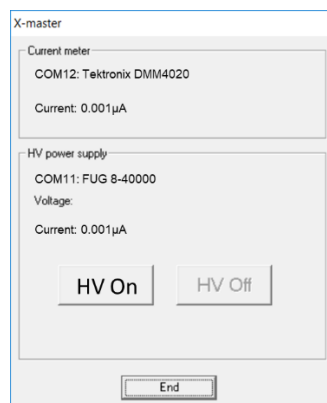 X-master
Current meter
COM12: Tektronix DMM4020
Current: 0.001µA
HV power supply
COM11: FUG 8-40000
Voltage:
Current: 0.001µA
HV On
HV Off
End